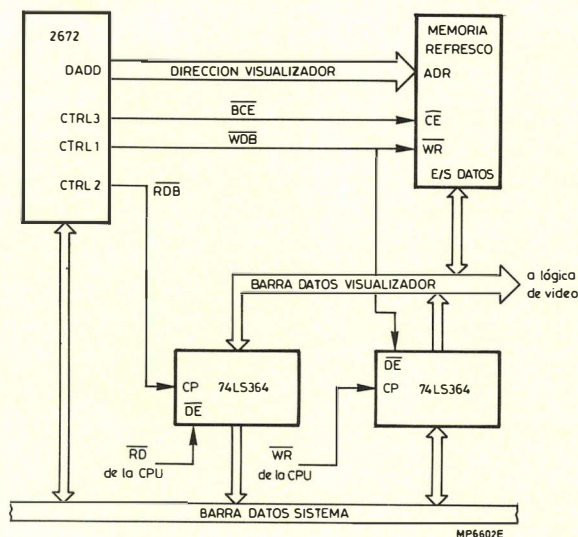 2672
MEMORIA
REFRESCO
DADD
DIRECCION VISUALIZADOR
ADR
CTRL3
BCE
CE
CTRL1
WDB
WR
CTRL 2
RDB
E/S DATOS
BARRA DATOS VISUALIZADOR
a lógica
de video
CP 74LS364
DE
DE
CP 74LS364
RD
de la CPU
WR
de la CPU
BARRA DATOS SISTEMA
MP6602E